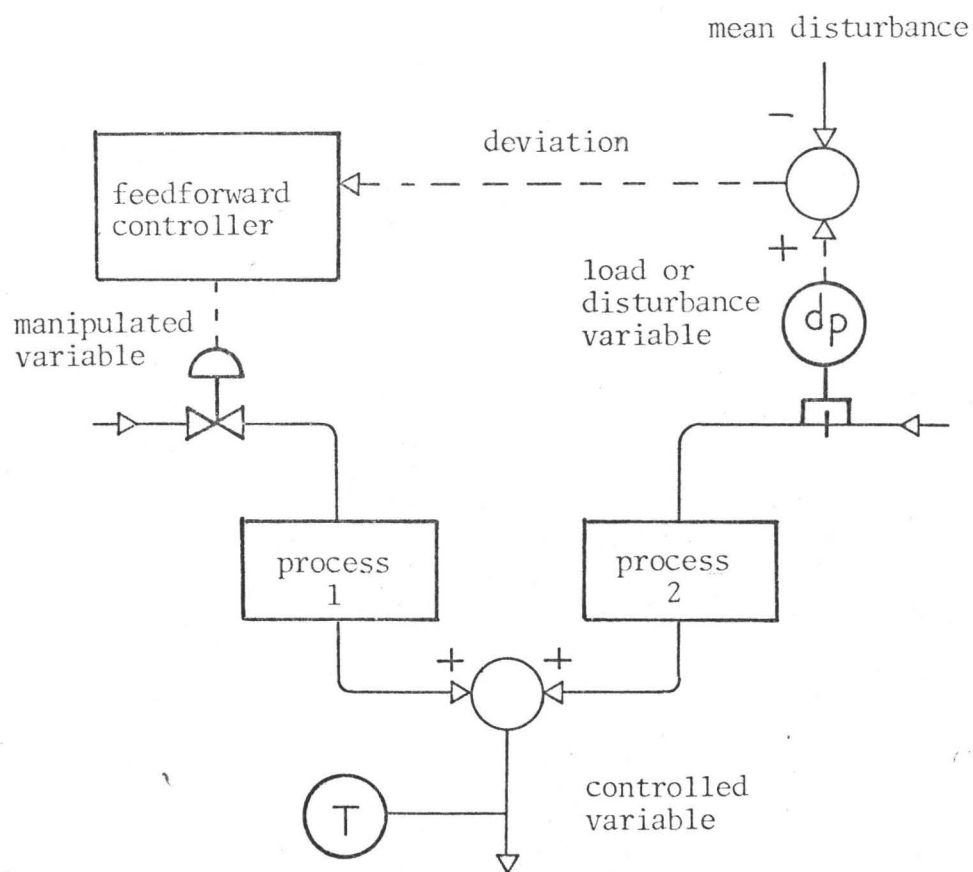 mean disturbance
−
deviation
feedforward
controller
+
load or
disturbance
variable
dp
manipulated
variable
process
1
process
2
+
+
controlled
variable
T